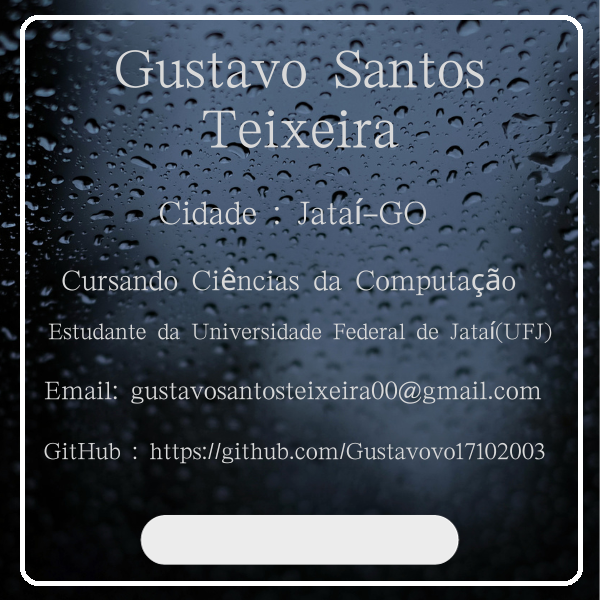 Gustavo Santos
Teixeira
Cidade : Jataí-GO
Cursando Ciências da Computação
Estudante da Universidade Federal de Jataí(UFJ)
Email: gustavosantosteixeira00@gmail.com
GitHub : https://github.com/Gustavovo17102003